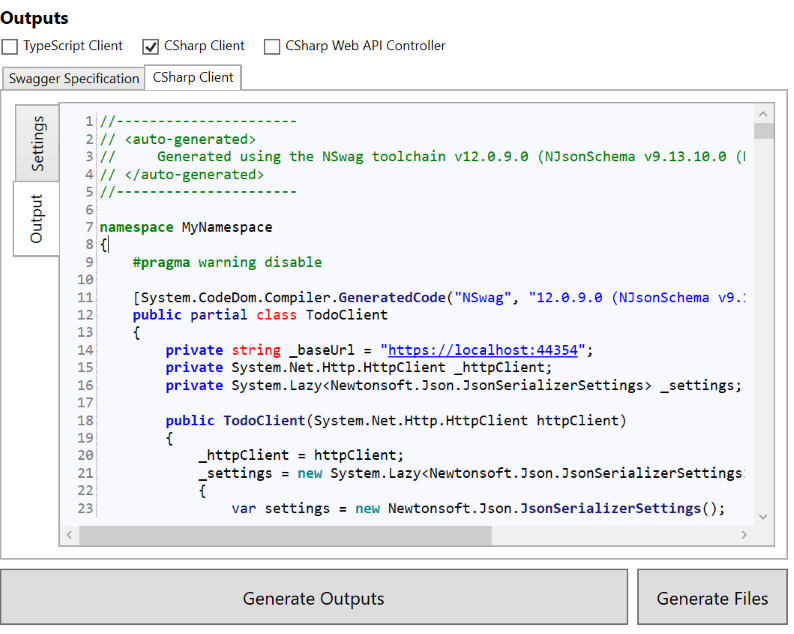 Outputs
TypeScript Client CSharp Client CSharp Web API Controller
Swagger Specification CSharp Client
Settings
Output
1 //----------------------
2 // <auto-generated>
3 //     Generated using the NSwag toolchain v12.0.9.0 (NJsonSchema v9.13.10.0 (
4 // </auto-generated>
5 //----------------------
6
7 namespace MyNamespace
8 {
9     #pragma warning disable
10
11     [System.CodeDom.Compiler.GeneratedCode("NSwag", "12.0.9.0 (NJsonSchema v9.
12     public partial class TodoClient
13     {
14         private string _baseUrl = "https://localhost:44354";
15         private System.Net.Http.HttpClient _httpClient;
16         private System.Lazy<Newtonsoft.Json.JsonSerializerSettings> _settings;
17
18         public TodoClient(System.Net.Http.HttpClient httpClient)
19         {
20             _httpClient = httpClient;
21             _settings = new System.Lazy<Newtonsoft.Json.JsonSerializerSettings
22             {
23                 var settings = new Newtonsoft.Json.JsonSerializerSettings();
Generate Outputs Generate Files